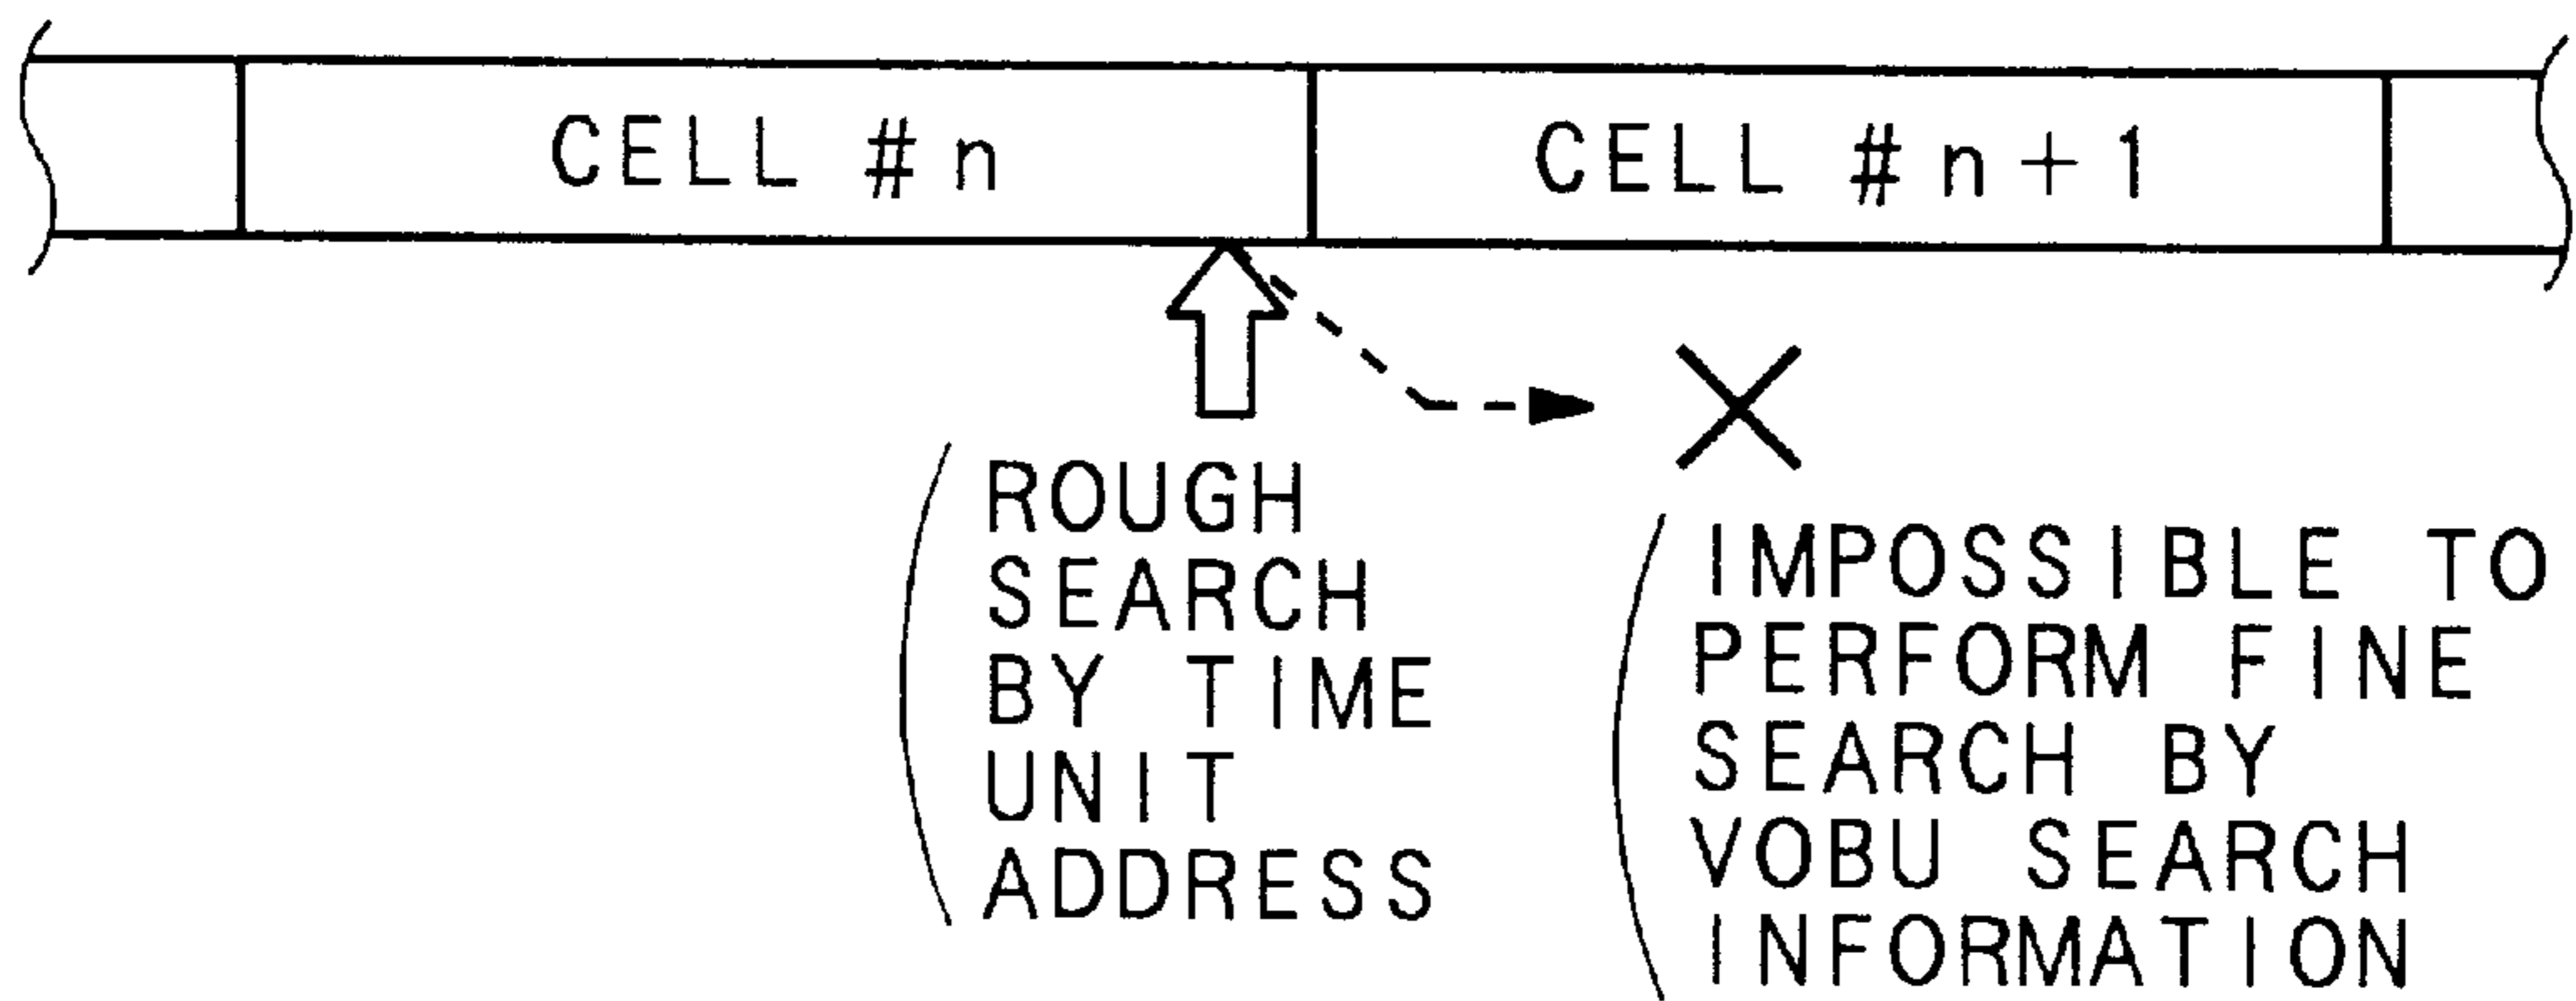 CELL #n
CELL #n+1
ROUGH
SEARCH
BY TIME
UNIT
ADDRESS
IMPOSSIBLE TO
PERFORM FINE
SEARCH BY
VOBU SEARCH
INFORMATION